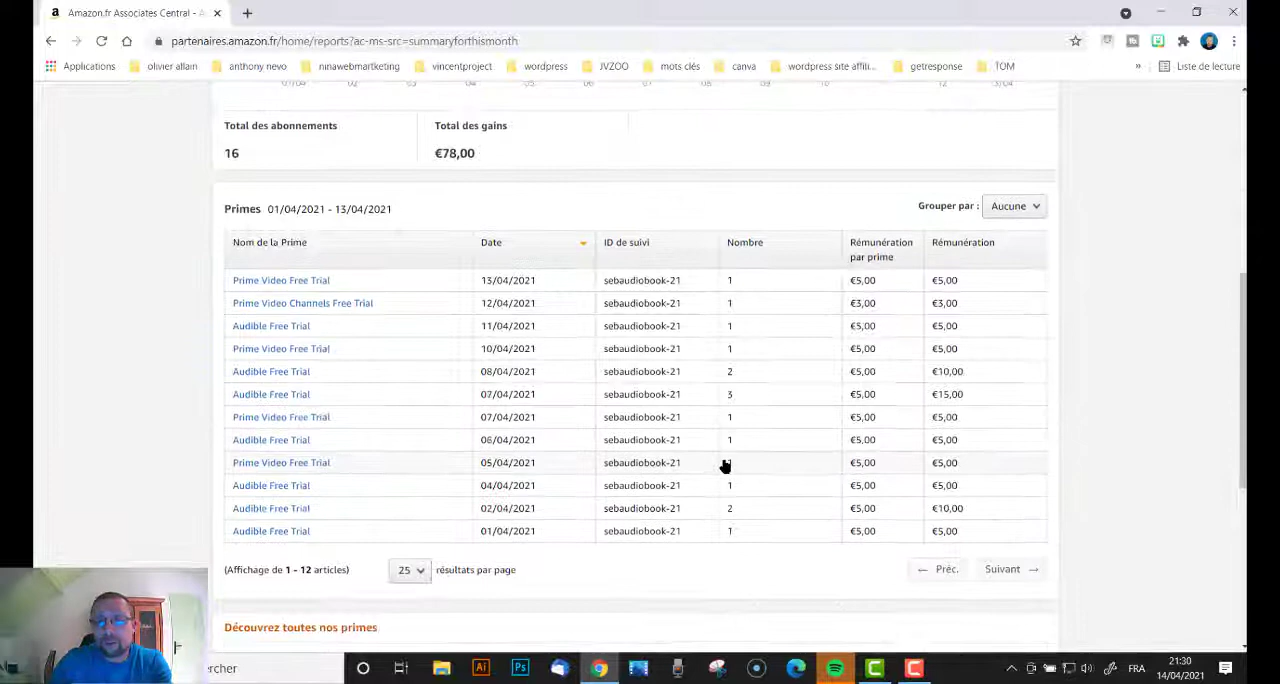 Amazon.fr Associates Central -
partenaires.amazon.fr/home/reports?ac-ms-src=summaryforthismonth
Applications olivier allain anthony nevo ninawebmarketing vincentproject wordpress JVZOO mots clés canva wordpress site affili... getresponse TOM » Liste de lecture
Total des abonnements Total des gains
16 €78,00
Primes 01/04/2021 - 13/04/2021 Grouper par : Aucune
Nom de la Prime Date ID de suivi Nombre Rémunération par prime Rémunération
Prime Video Free Trial 13/04/2021 sebaudiobook-21 1 €5,00 €5,00
Prime Video Channels Free Trial 12/04/2021 sebaudiobook-21 1 €3,00 €3,00
Audible Free Trial 11/04/2021 sebaudiobook-21 1 €5,00 €5,00
Prime Video Free Trial 10/04/2021 sebaudiobook-21 1 €5,00 €5,00
Audible Free Trial 08/04/2021 sebaudiobook-21 2 €5,00 €10,00
Audible Free Trial 07/04/2021 sebaudiobook-21 3 €5,00 €15,00
Prime Video Free Trial 07/04/2021 sebaudiobook-21 1 €5,00 €5,00
Audible Free Trial 06/04/2021 sebaudiobook-21 1 €5,00 €5,00
Prime Video Free Trial 05/04/2021 sebaudiobook-21 €5,00 €5,00
Audible Free Trial 04/04/2021 sebaudiobook-21 1 €5,00 €5,00
Audible Free Trial 02/04/2021 sebaudiobook-21 2 €5,00 €10,00
Audible Free Trial 01/04/2021 sebaudiobook-21 1 €5,00 €5,00
(Affichage de 1 - 12 articles) 25 résultats par page ← Préc. Suivant →
Découvrez toutes nos primes
ercher Ai Ps FRA 21:30
14/04/2021